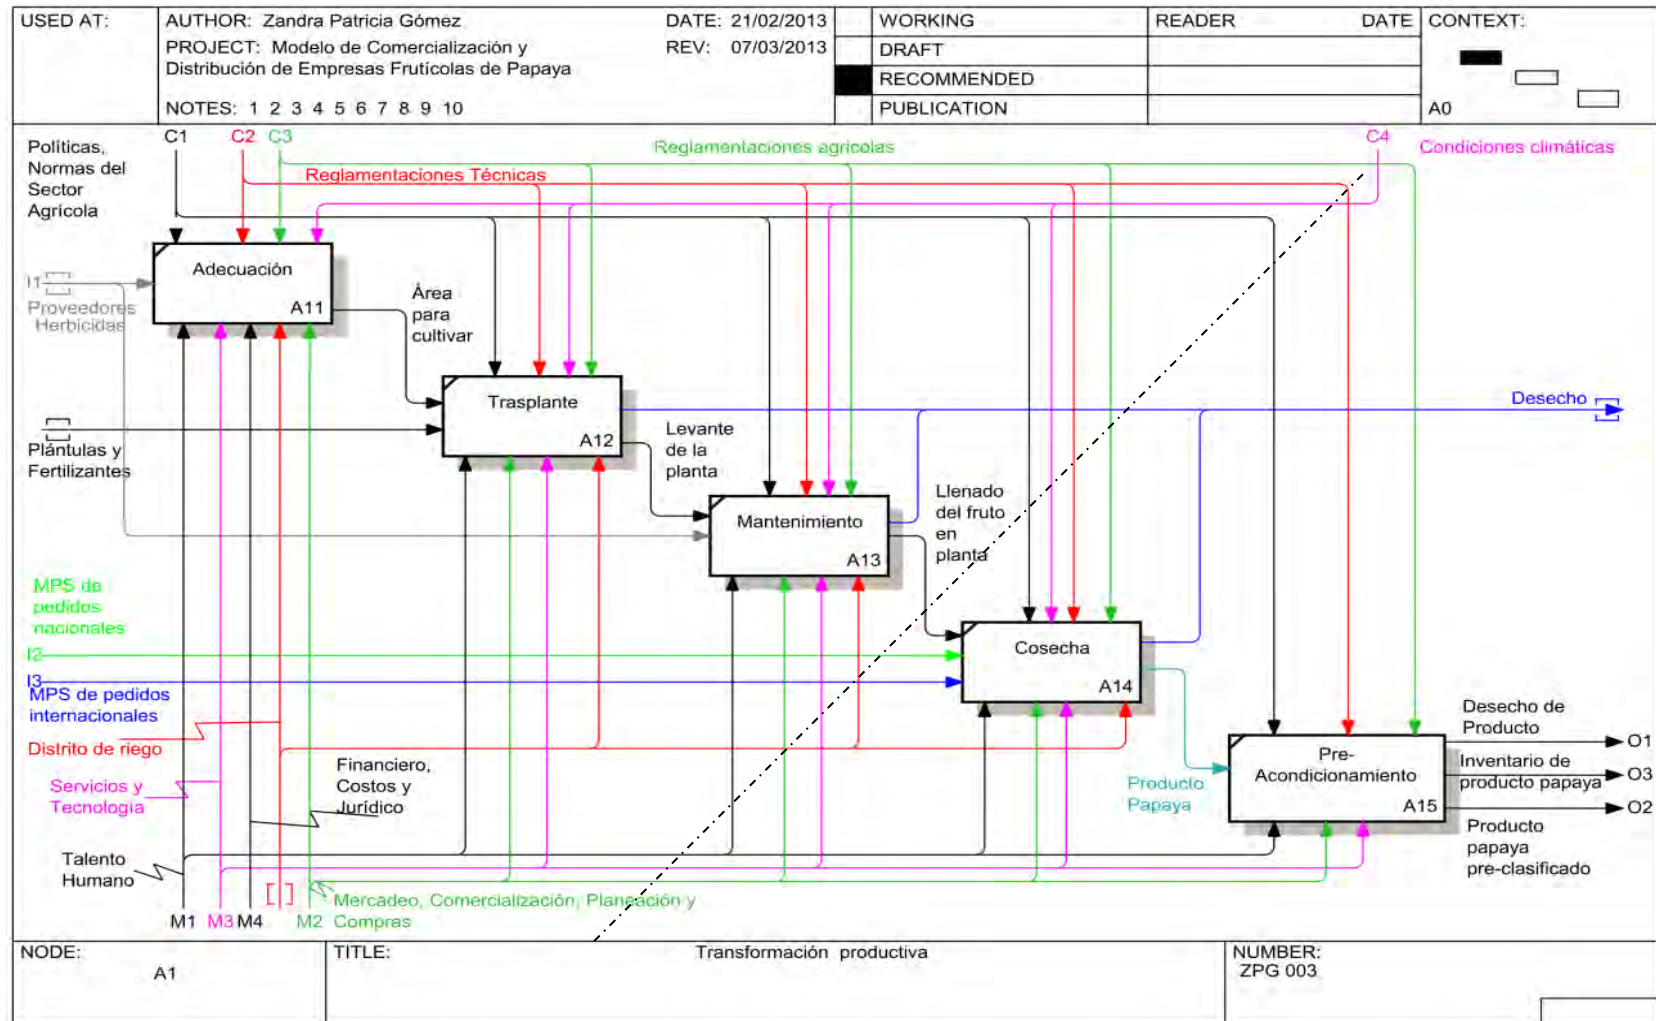 USED AT:
AUTHOR: Zandra Patricia Gómez
DATE: 21/02/2013
PROJECT: Modelo de Comercialización y
Distribución de Empresas Frutícolas de Papaya
REV: 07/03/2013
NOTES: 1 2 3 4 5 6 7 8 9 10
WORKING
DRAFT
RECOMMENDED
PUBLICATION
READER
DATE
CONTEXT:
A0
C1
C2
C3
C4
Políticas,
Normas del
Sector
Agrícola
Reglamentaciones agrícolas
Reglamentaciones Técnicas
Condiciones climáticas
Adecuación
A11
I1
Proveedores
Herbicidas
Área
para
cultivar
Trasplante
A12
Plántulas y
Fertilizantes
Desecho
Levante
de la
planta
Mantenimiento
A13
Llenado
del fruto
en
planta
MPS de
pedidos
nacionales
I2
I3
MPS de pedidos
internacionales
Cosecha
A14
Distrito de riego
Servicios y
Tecnología
Financiero,
Costos y
Jurídico
Producto
Papaya
Pre-
Acondicionamiento
A15
Desecho de
Producto
O1
Inventario de
producto papaya
O3
O2
Producto
papaya
pre-clasificado
Talento
Humano
Mercadeo, Comercialización, Planeación y
Compras
M1
M3
M4
M2
NODE:
A1
TITLE:
Transformación productiva
NUMBER:
ZPG 003